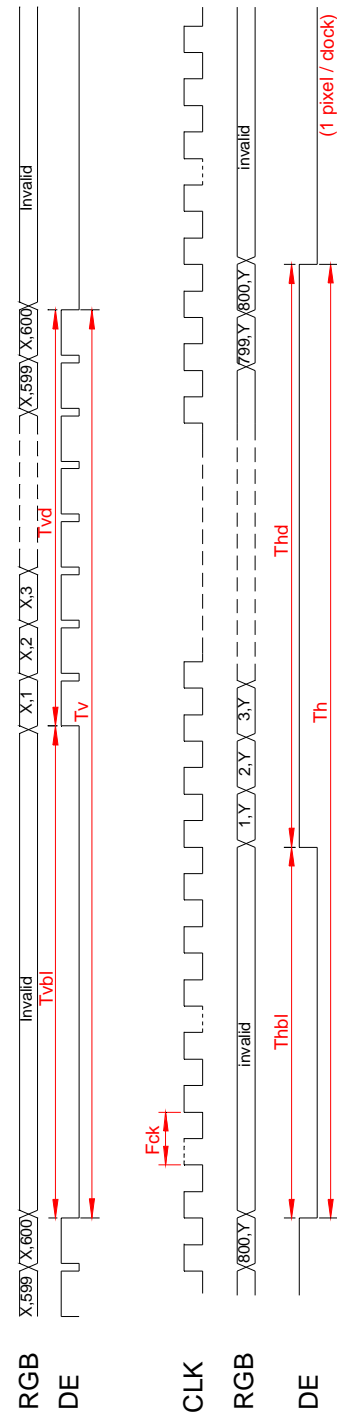 RGB X,599 X,600 Invalid X,1 X,2 X,3 X,599 X,600 Invalid
DE
Tvbl Tvd
Tv
CLK
Fck
RGB 800,Y invalid 1,Y 2,Y 3,Y 799,Y 800,Y invalid
Thbl Thd
DE
Th
(1 pixel / clock)